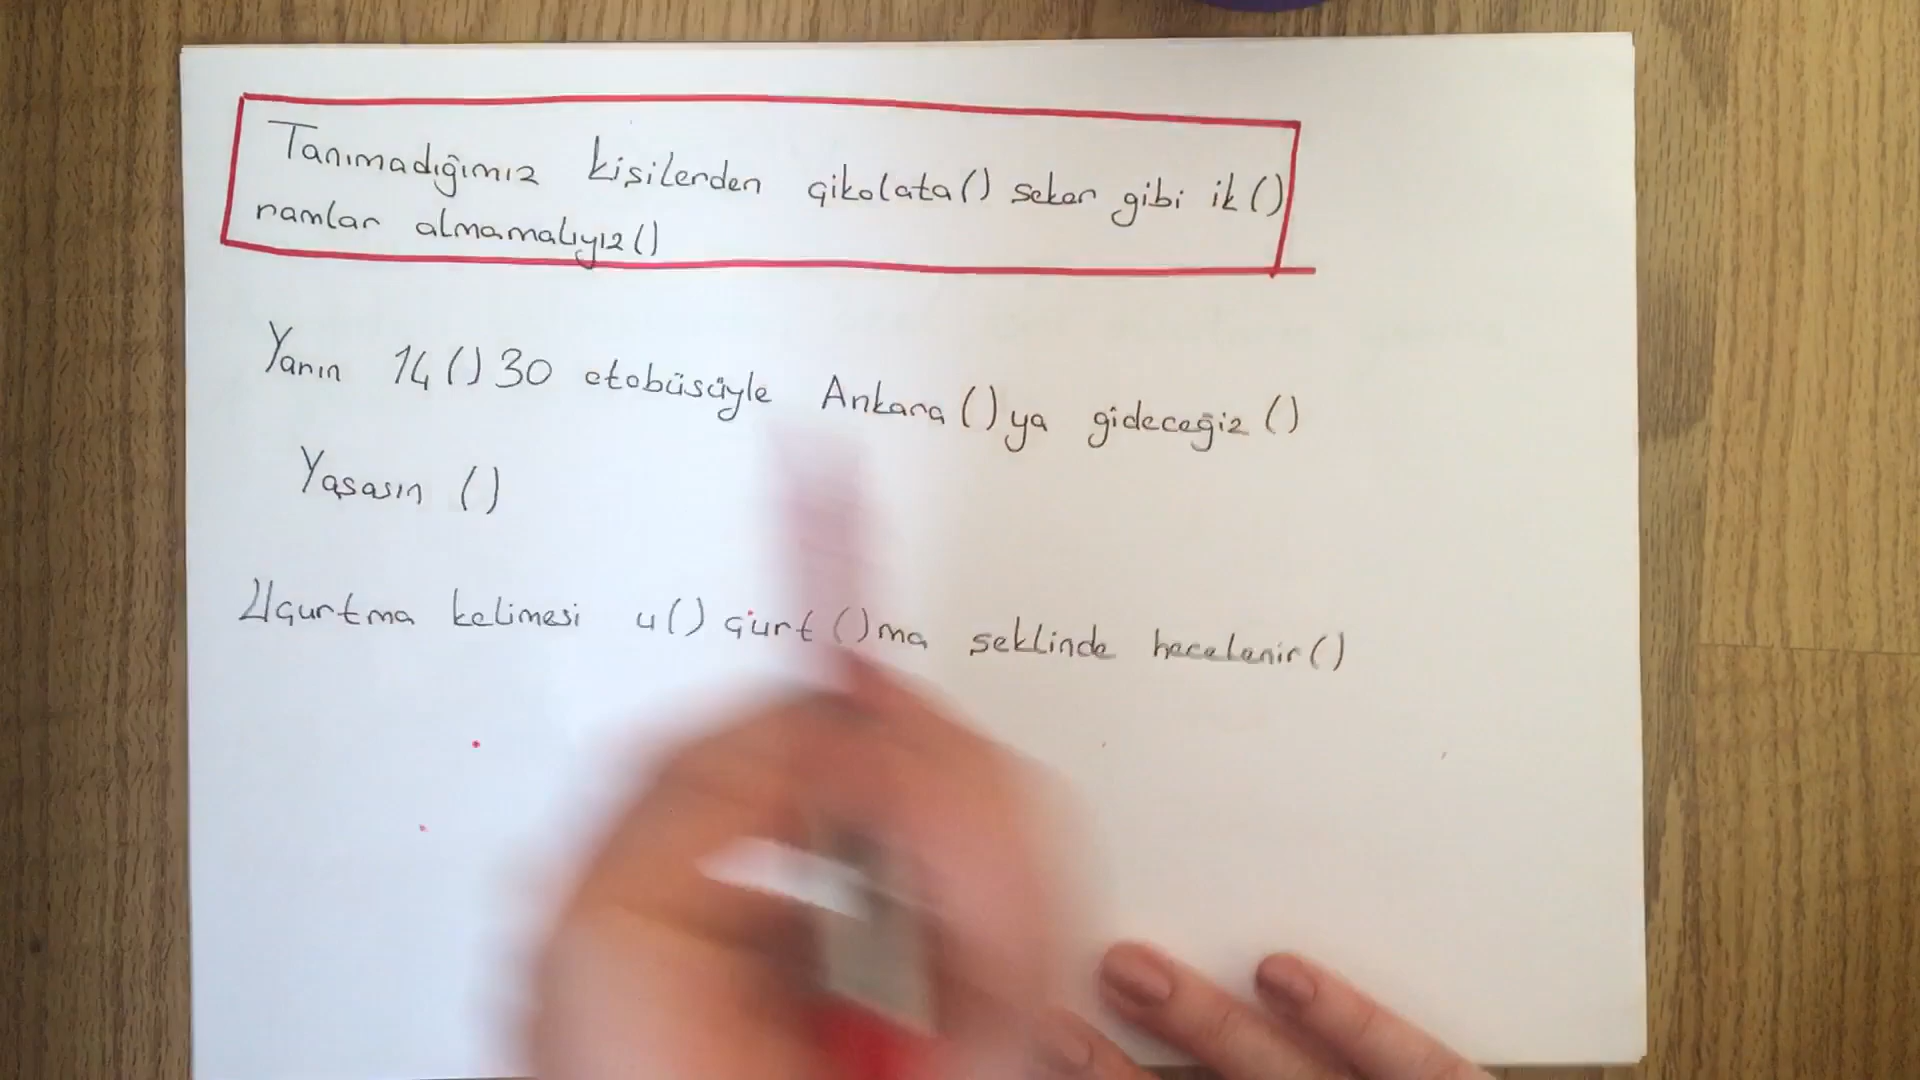 Tanımadığımız kişilerden çikolata() şeker gibi ik()
ramlar almamalıyız()
Yarın 14()30 otobüsüyle Ankara()ya gideceğiz()
Yaşasın ()
Uçurtma kelimesi u()çurt()ma şeklinde hecelenir()